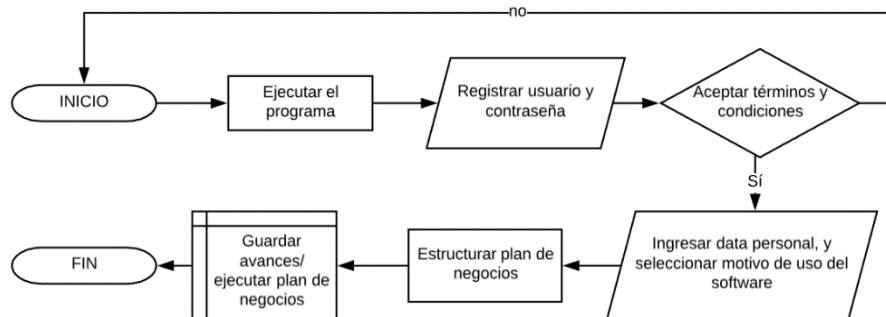 no
INICIO
Ejecutar el
programa
Registrar usuario y
contraseña
Aceptar términos y
condiciones
Sí
Ingresar data personal, y
seleccionar motivo de uso del
software
Estructurar plan de
negocios
Guardar
avances/
ejecutar plan de
negocios
FIN